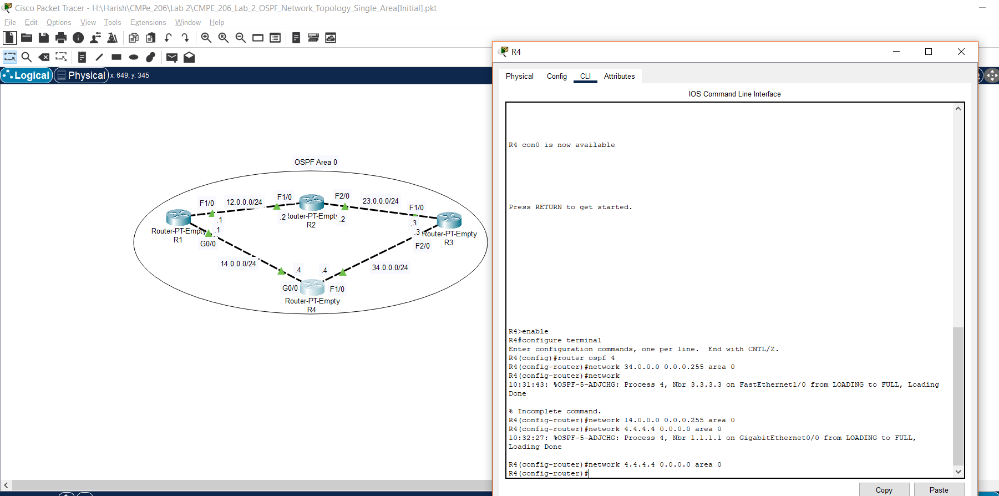 Cisco Packet Tracer - H:\Harish\CMPe_206\Lab 2\CMPE_206_Lab_2_OSPF_Network_Topology_Single_Area[Initial].pkt
File Edit Options View Tools Extensions Window Help
Logical Physical x: 649, y: 345
OSPF Area 0
F1/0 12.0.0.0/24 F1/0 F2/0 23.0.0.0/24 F1/0
.1 .2 .2 .3
Router-PT-Empty
R2
Router-PT-Empty
R1
.1
G0/0
.3
Router-PT-Empty
R3
F2/0
14.0.0.0/24 .4 .4 34.0.0.0/24
G0/0 F1/0
Router-PT-Empty
R4
R4
Physical Config CLI Attributes
IOS Command Line Interface
R4 con0 is now available
Press RETURN to get started.
R4>enable
R4#configure terminal
Enter configuration commands, one per line.  End with CNTL/Z.
R4(config)#router ospf 4
R4(config-router)#network 34.0.0.0 0.0.0.255 area 0
R4(config-router)#network
10:31:43: %OSPF-5-ADJCHG: Process 4, Nbr 3.3.3.3 on FastEthernet1/0 from LOADING to FULL, Loading
Done
% Incomplete command.
R4(config-router)#network 14.0.0.0 0.0.0.255 area 0
R4(config-router)#network 4.4.4.4 0.0.0.0 area 0
10:32:27: %OSPF-5-ADJCHG: Process 4, Nbr 1.1.1.1 on GigabitEthernet0/0 from LOADING to FULL,
Loading Done
R4(config-router)#network 4.4.4.4 0.0.0.0 area 0
R4(config-router)#
Copy Paste